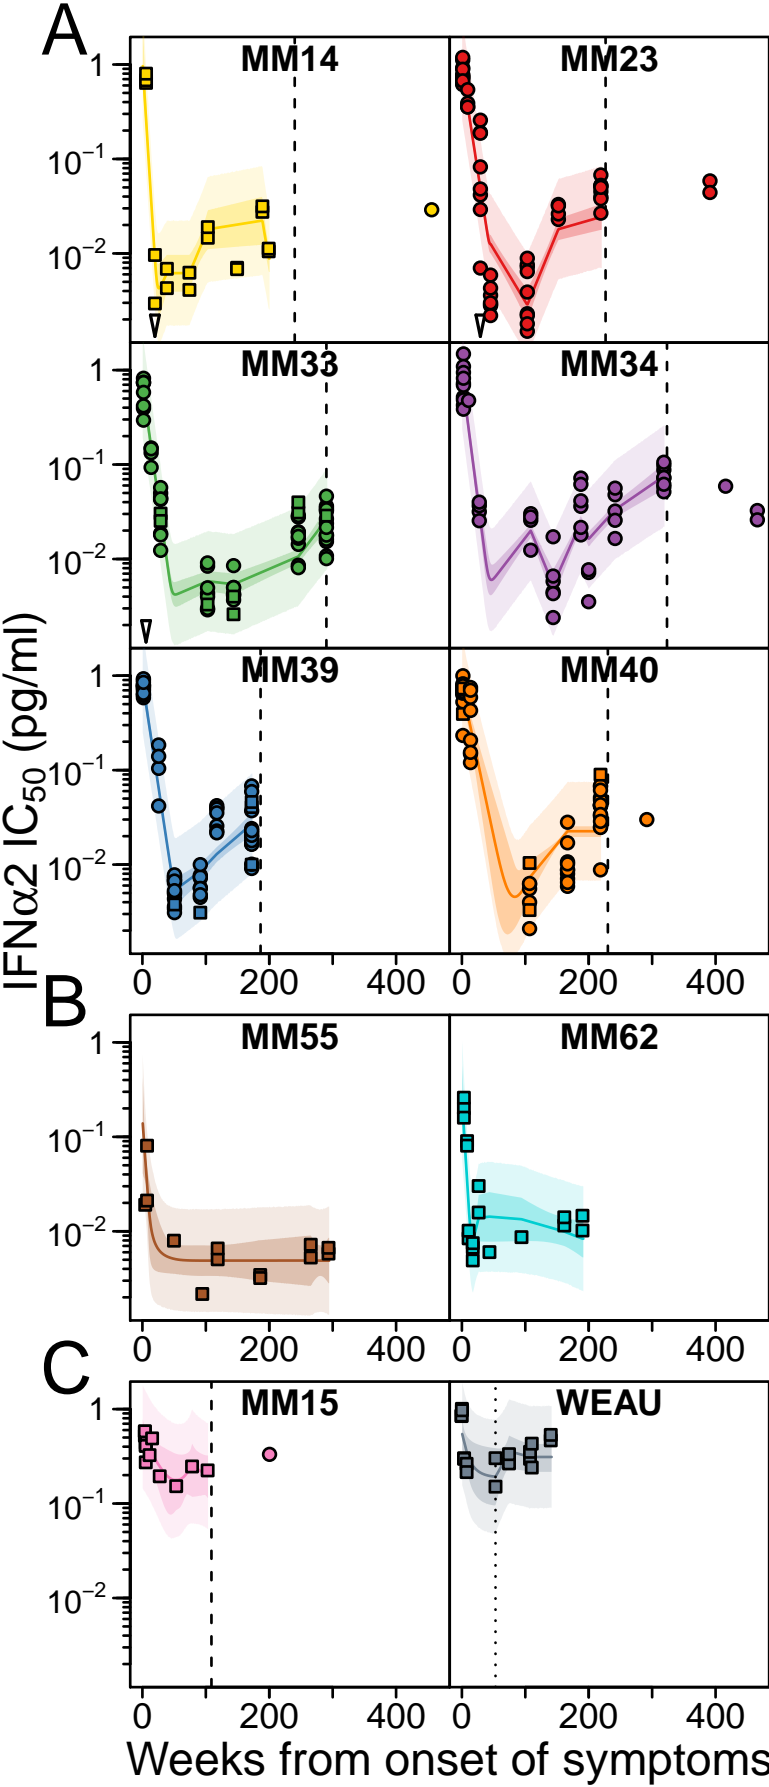 A
MM14 MM23
1
10⁻¹
10⁻²
MM33 MM34
1
10⁻¹
10⁻²
MM39 MM40
1
10⁻¹
10⁻²
0 200 400 0 200 400
IFNα2 IC₅₀ (pg/ml)
B
MM55 MM62
1
10⁻¹
10⁻²
0 200 400 0 200 400
C
MM15 WEAU
1
10⁻¹
10⁻²
0 200 400 0 200 400
Weeks from onset of symptoms